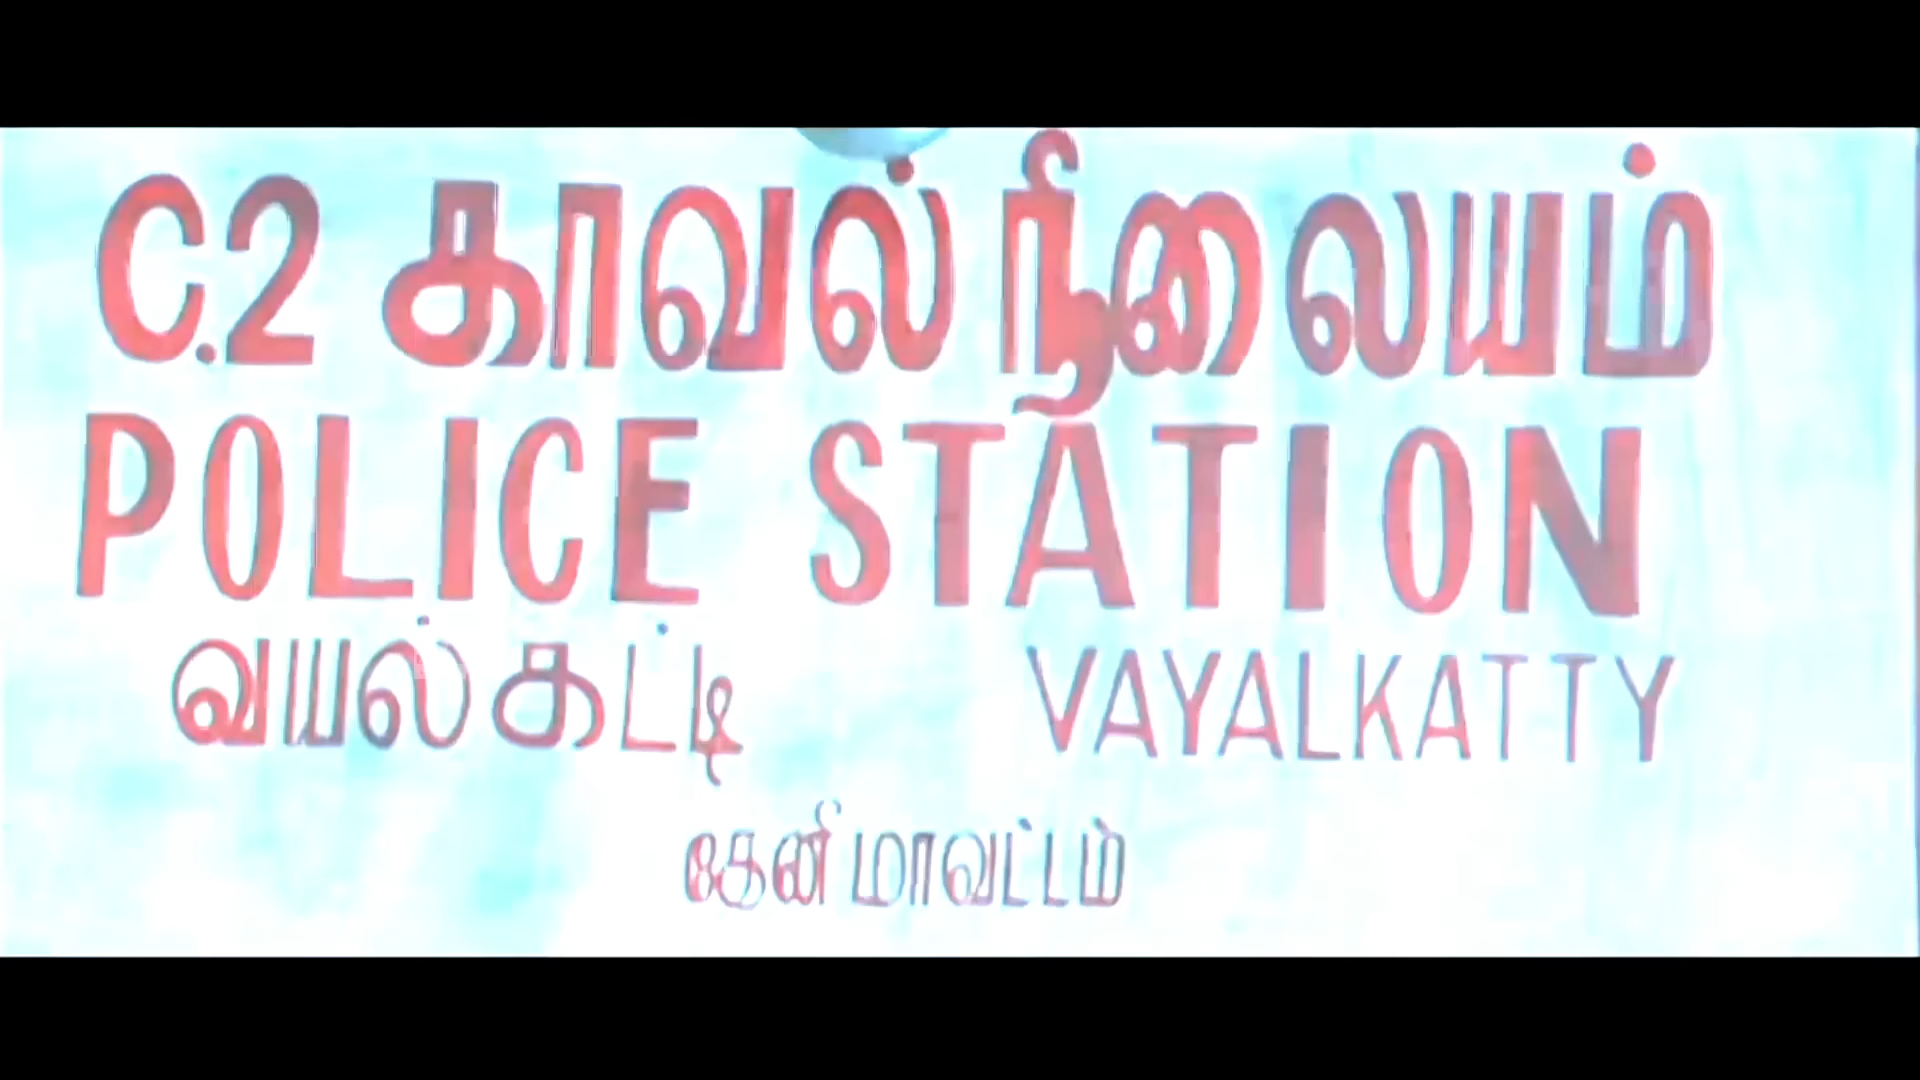 C.2 காவல் நிலையம்
POLICE STATION
வயல்கட்டி VAYALKATTY
தேனி மாவட்டம்